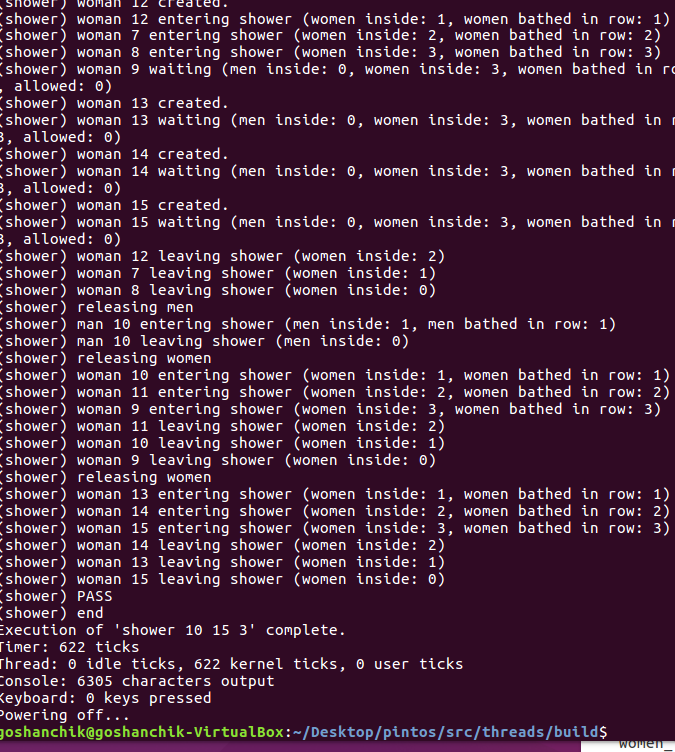 (shower) woman 12 created.
(shower) woman 12 entering shower (women inside: 1, women bathed in row: 1)
(shower) woman 7 entering shower (women inside: 2, women bathed in row: 2)
(shower) woman 8 entering shower (women inside: 3, women bathed in row: 3)
(shower) woman 9 waiting (men inside: 0, women inside: 3, women bathed in ro
, allowed: 0)
(shower) woman 13 created.
(shower) woman 13 waiting (men inside: 0, women inside: 3, women bathed in r
3, allowed: 0)
(shower) woman 14 created.
(shower) woman 14 waiting (men inside: 0, women inside: 3, women bathed in r
3, allowed: 0)
(shower) woman 15 created.
(shower) woman 15 waiting (men inside: 0, women inside: 3, women bathed in r
3, allowed: 0)
(shower) woman 12 leaving shower (women inside: 2)
(shower) woman 7 leaving shower (women inside: 1)
(shower) woman 8 leaving shower (women inside: 0)
(shower) releasing men
(shower) man 10 entering shower (men inside: 1, men bathed in row: 1)
(shower) man 10 leaving shower (men inside: 0)
(shower) releasing women
(shower) woman 10 entering shower (women inside: 1, women bathed in row: 1)
(shower) woman 11 entering shower (women inside: 2, women bathed in row: 2)
(shower) woman 9 entering shower (women inside: 3, women bathed in row: 3)
(shower) woman 11 leaving shower (women inside: 2)
(shower) woman 10 leaving shower (women inside: 1)
(shower) woman 9 leaving shower (women inside: 0)
(shower) releasing women
(shower) woman 13 entering shower (women inside: 1, women bathed in row: 1)
(shower) woman 14 entering shower (women inside: 2, women bathed in row: 2)
(shower) woman 15 entering shower (women inside: 3, women bathed in row: 3)
(shower) woman 14 leaving shower (women inside: 2)
(shower) woman 13 leaving shower (women inside: 1)
(shower) woman 15 leaving shower (women inside: 0)
(shower) PASS
(shower) end
Execution of 'shower 10 15 3' complete.
Timer: 622 ticks
Thread: 0 idle ticks, 622 kernel ticks, 0 user ticks
Console: 6305 characters output
Keyboard: 0 keys pressed
Powering off...
goshanchik@goshanchik-VirtualBox:~/Desktop/pintos/src/threads/build$
women_